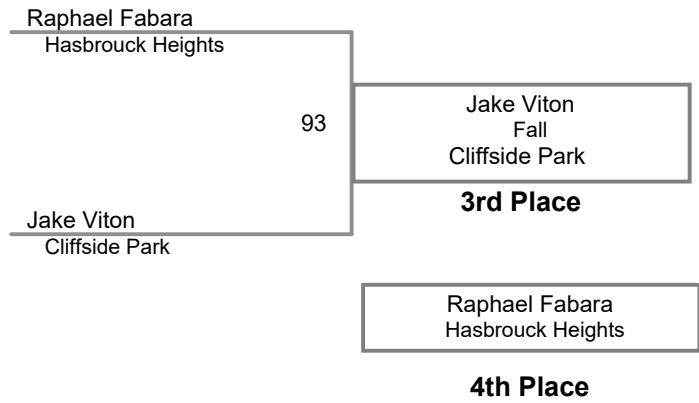 Raphael Fabara
Hasbrouck Heights
93
Jake Viton
Fall
Cliffside Park
3rd Place
Jake Viton
Cliffside Park
Raphael Fabara
Hasbrouck Heights
4th Place